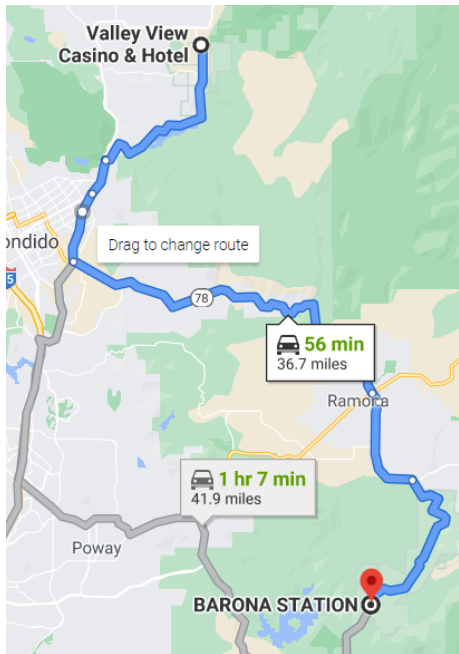 Valley View
Casino & Hotel
ondido
Drag to change route
5
78
56 min
36.7 miles
Ramona
1 hr 7 min
41.9 miles
Poway
BARONA STATION